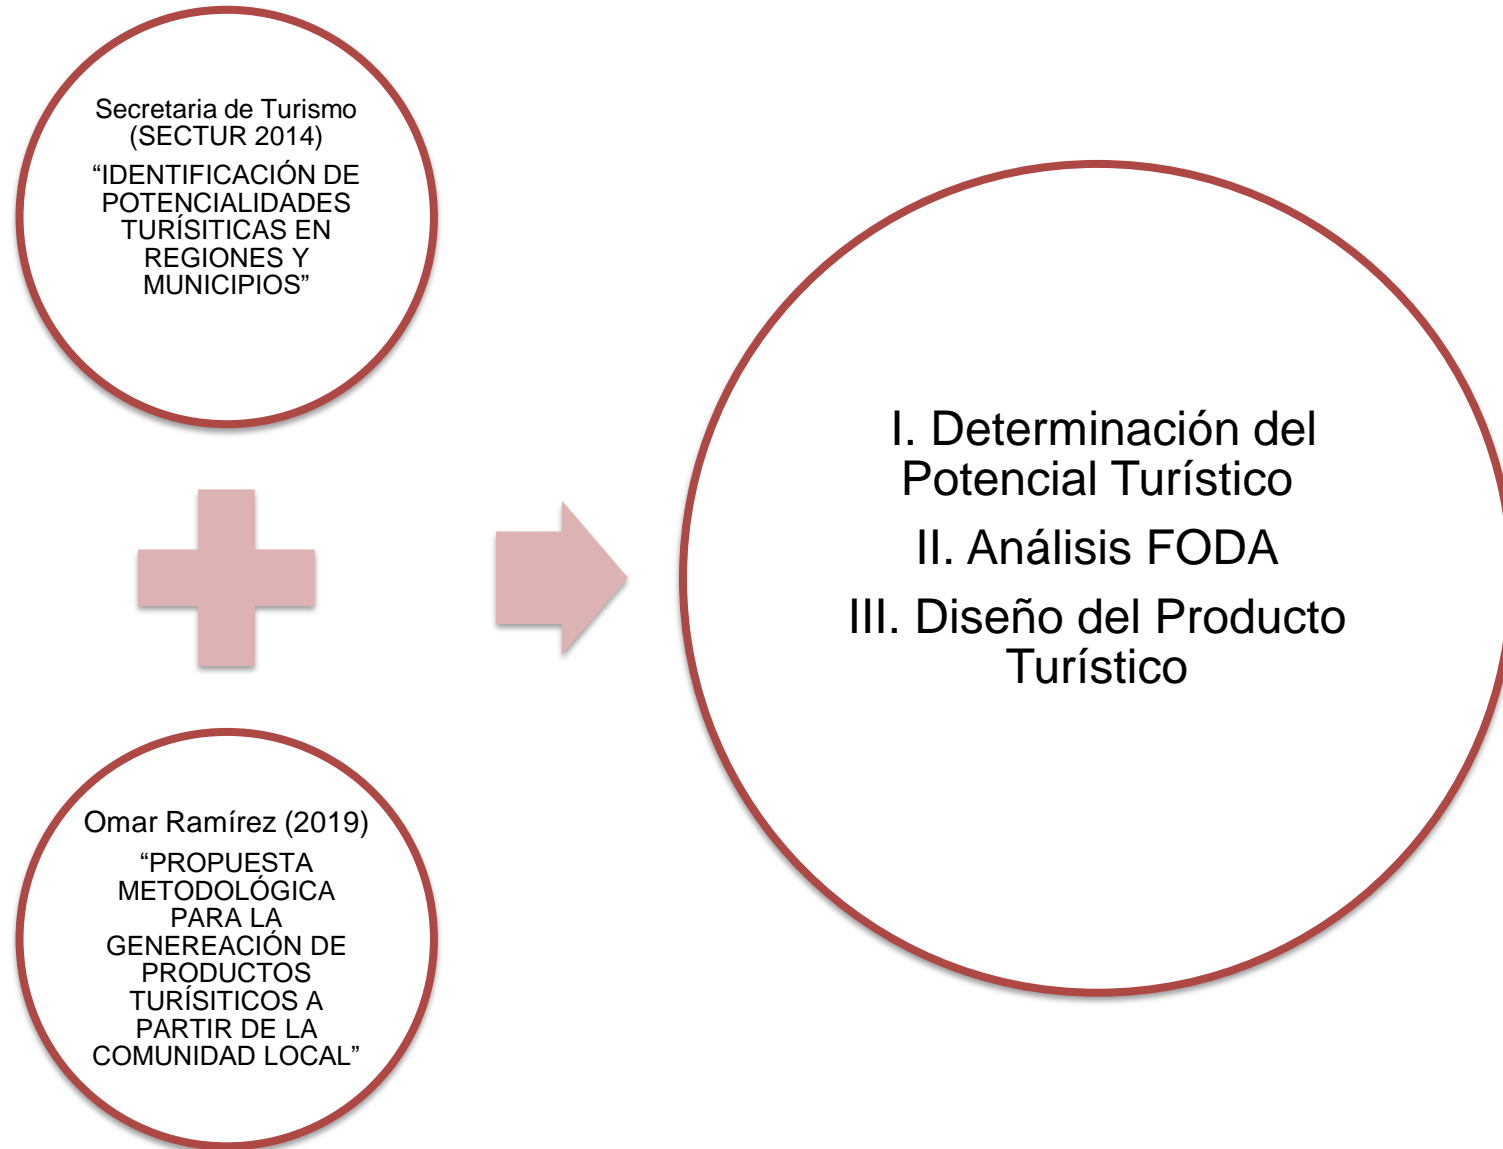 Secretaria de Turismo
(SECTUR 2014)
“IDENTIFICACIÓN DE
POTENCIALIDADES
TURÍSITICAS EN
REGIONES Y
MUNICIPIOS”
Omar Ramírez (2019)
“PROPUESTA
METODOLÓGICA
PARA LA
GENEREACIÓN DE
PRODUCTOS
TURÍSITICOS A
PARTIR DE LA
COMUNIDAD LOCAL”
I. Determinación del
Potencial Turístico
II. Análisis FODA
III. Diseño del Producto
Turístico